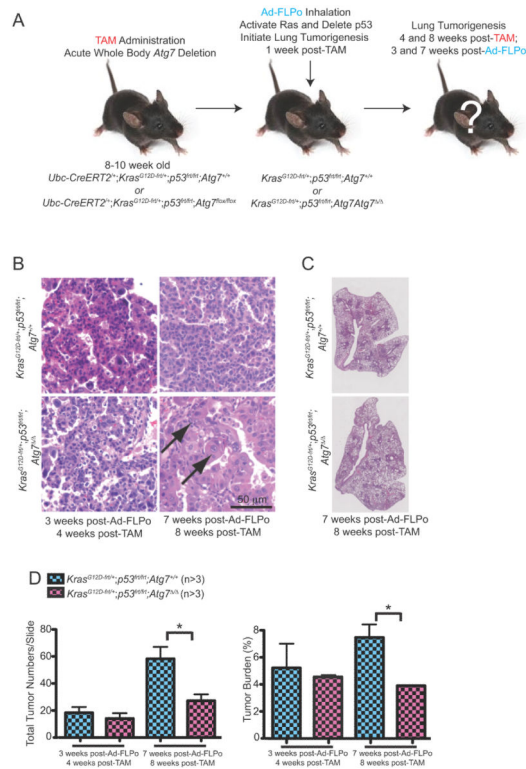 A
TAM Administration
Acute Whole Body Atg7 Deletion
Ad-FLPo Inhalation
Activate Ras and Delete p53
Initiate Lung Tumorigenesis
1 week post-TAM
Lung Tumorigenesis
4 and 8 weeks post-TAM;
3 and 7 weeks post-Ad-FLPo
?
8-10 week old
Ubc-CreERT2/+;KrasG12D-frt/+;p53frt/frt;Atg7+/+
or
Ubc-CreERT2/+;KrasG12D-frt/+;p53frt/frt;Atg7flox/flox
KrasG12D-frt/+;p53frt/frt;Atg7+/+
or
KrasG12D-frt/+;p53frt/frt;Atg7Atg7Δ/Δ
B
KrasG12D-frt/+;p53frt/frt;
Atg7+/+
KrasG12D-frt/+;p53frt/frt;
Atg7Δ/Δ
50 μm
3 weeks post-Ad-FLPo
4 weeks post-TAM
7 weeks post-Ad-FLPo
8 weeks post-TAM
C
KrasG12D-frt/+;p53frt/frt;
Atg7+/+
KrasG12D-frt/+;p53frt/frt;
Atg7Δ/Δ
7 weeks post-Ad-FLPo
8 weeks post-TAM
D
KrasG12D-frt/+;p53frt/frt;Atg7+/+ (n>3)
KrasG12D-frt/+;p53frt/frt;Atg7Δ/Δ (n>3)
Total Tumor Numbers/Slide
80
60
40
20
0
*
3 weeks post-Ad-FLPo
4 weeks post-TAM
7 weeks post-Ad-FLPo
8 weeks post-TAM
Tumor Burden (%)
8
6
4
2
0
*
3 weeks post-Ad-FLPo
4 weeks post-TAM
7 weeks post-Ad-FLPo
8 weeks post-TAM